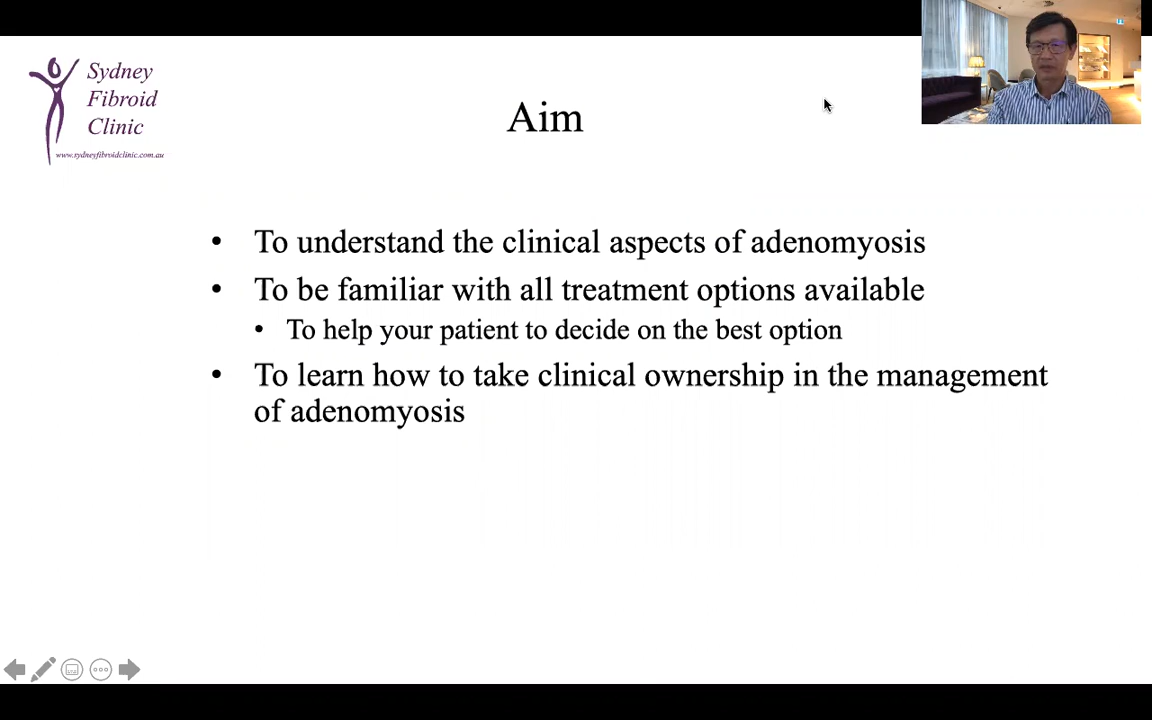 Sydney
Fibroid
Clinic
www.sydneyfibroidclinic.com.au
Aim
• To understand the clinical aspects of adenomyosis
• To be familiar with all treatment options available
• To help your patient to decide on the best option
• To learn how to take clinical ownership in the management
of adenomyosis